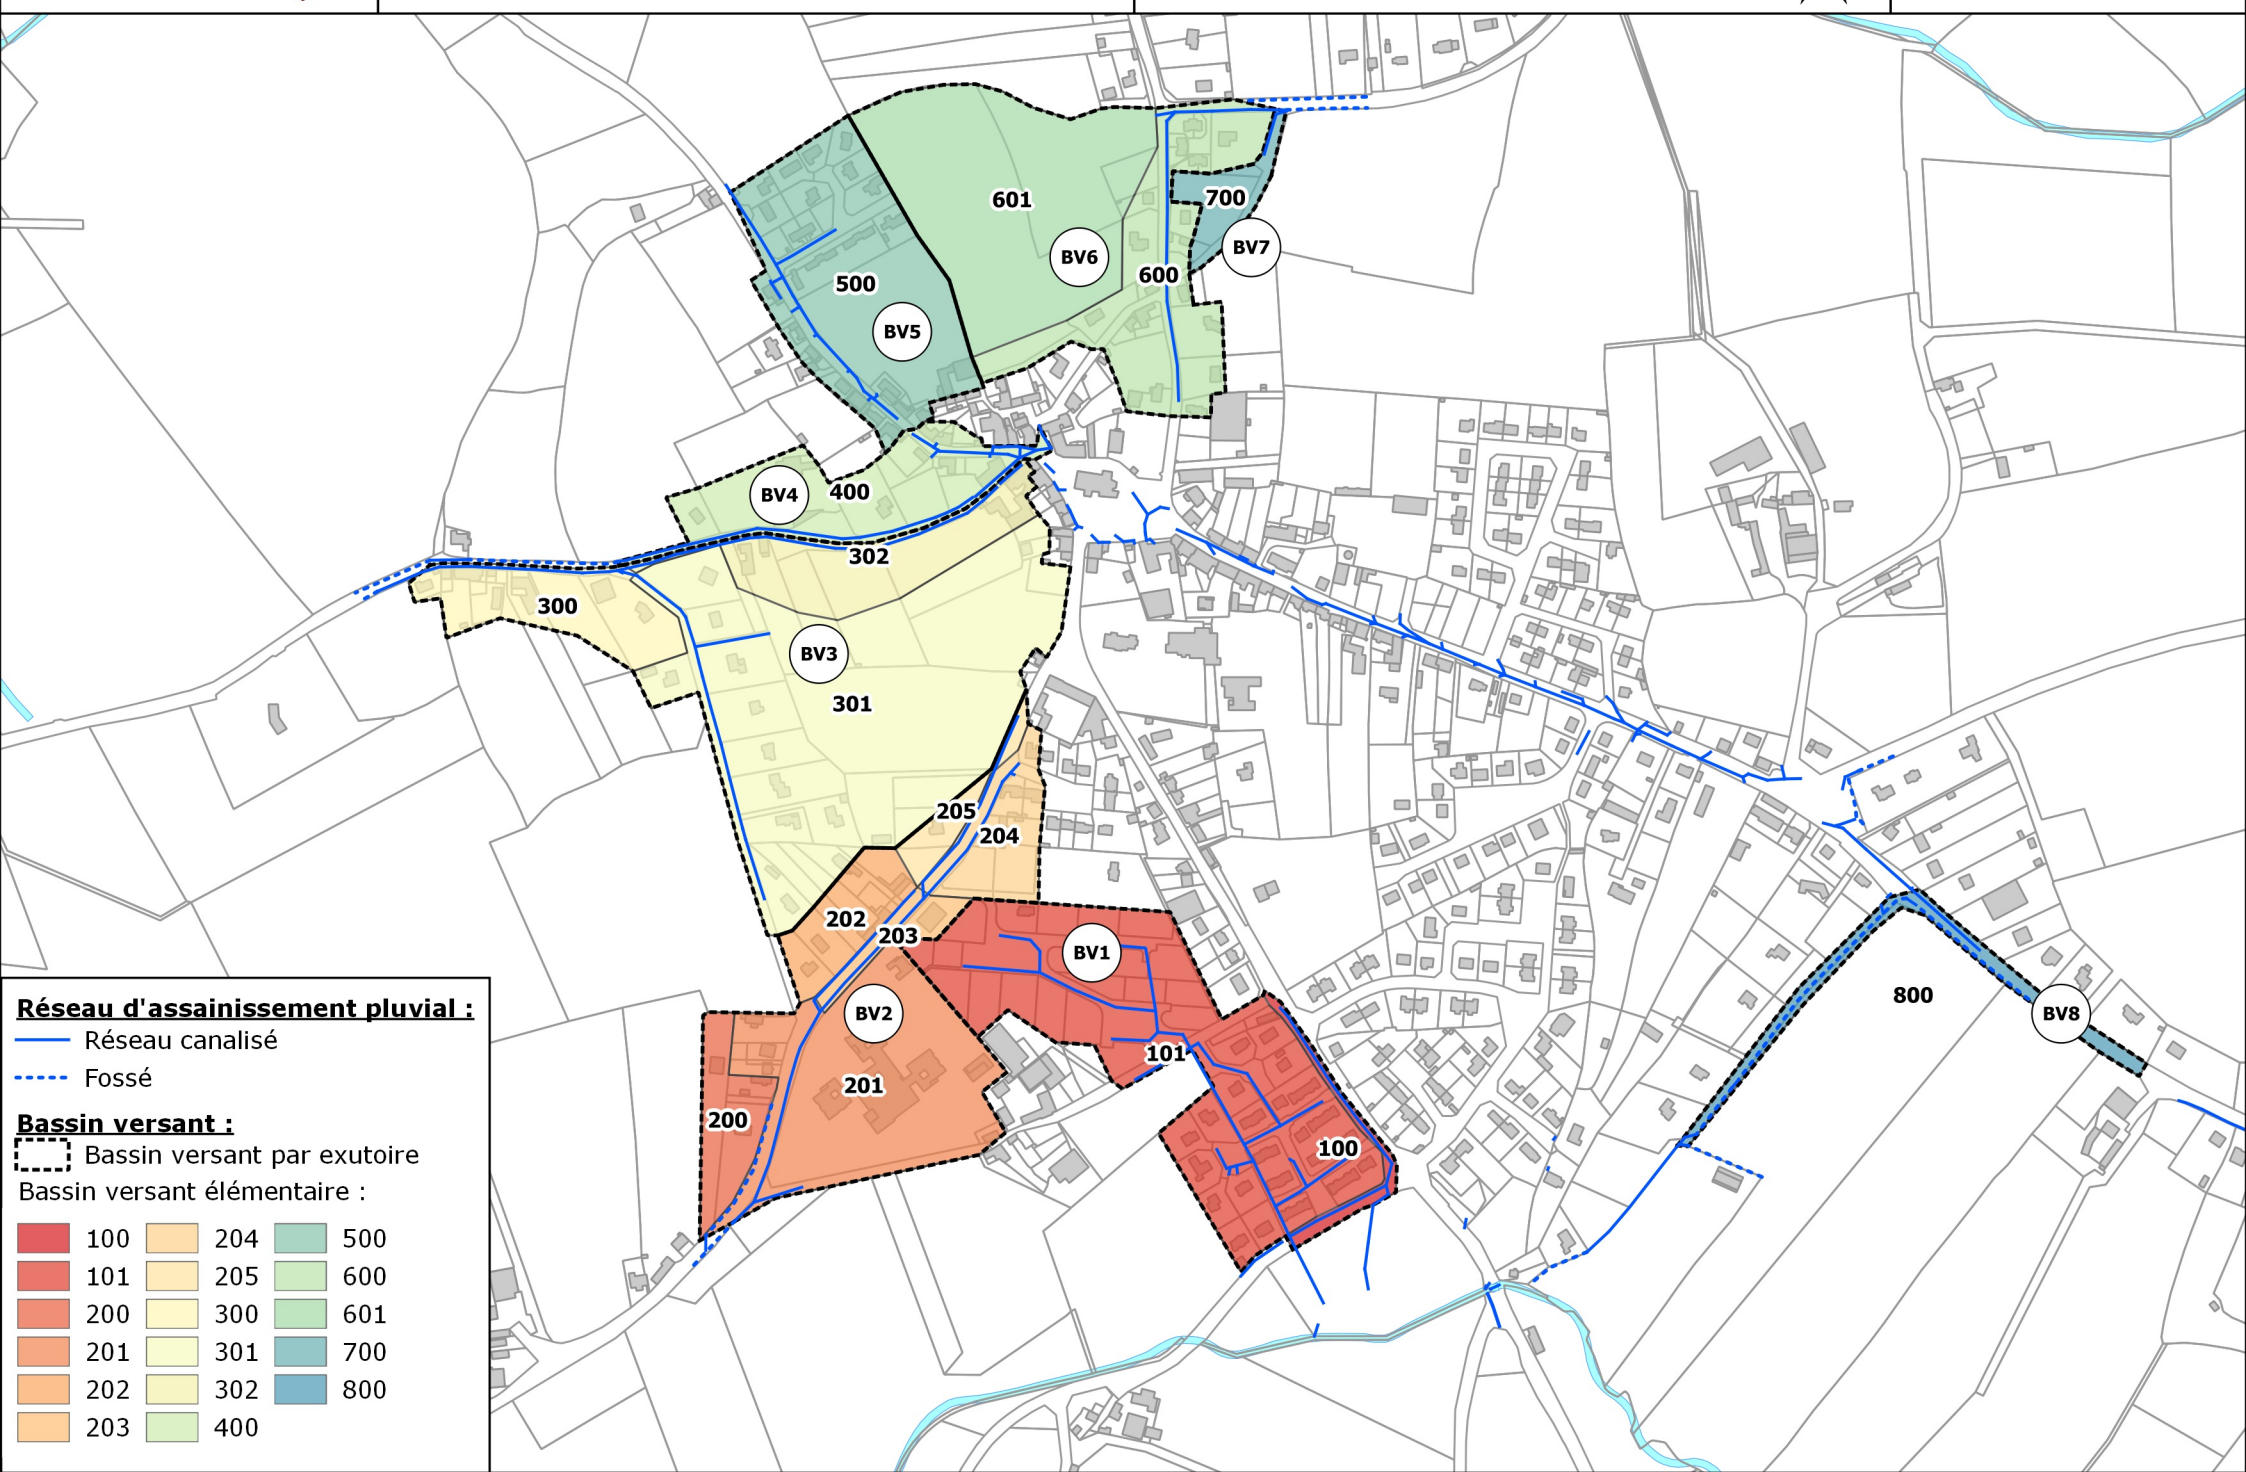 601
700
BV7
BV6
600
500
BV5
BV4
400
302
300
BV3
301
205
204
202
203
BV1
BV2
101
201
200
100
800
BV8
Réseau d'assainissement pluvial :
Réseau canalisé
Fossé
Bassin versant :
Bassin versant par exutoire
Bassin versant élémentaire :
100 204 500
101 205 600
200 300 601
201 301 700
202 302 800
203 400